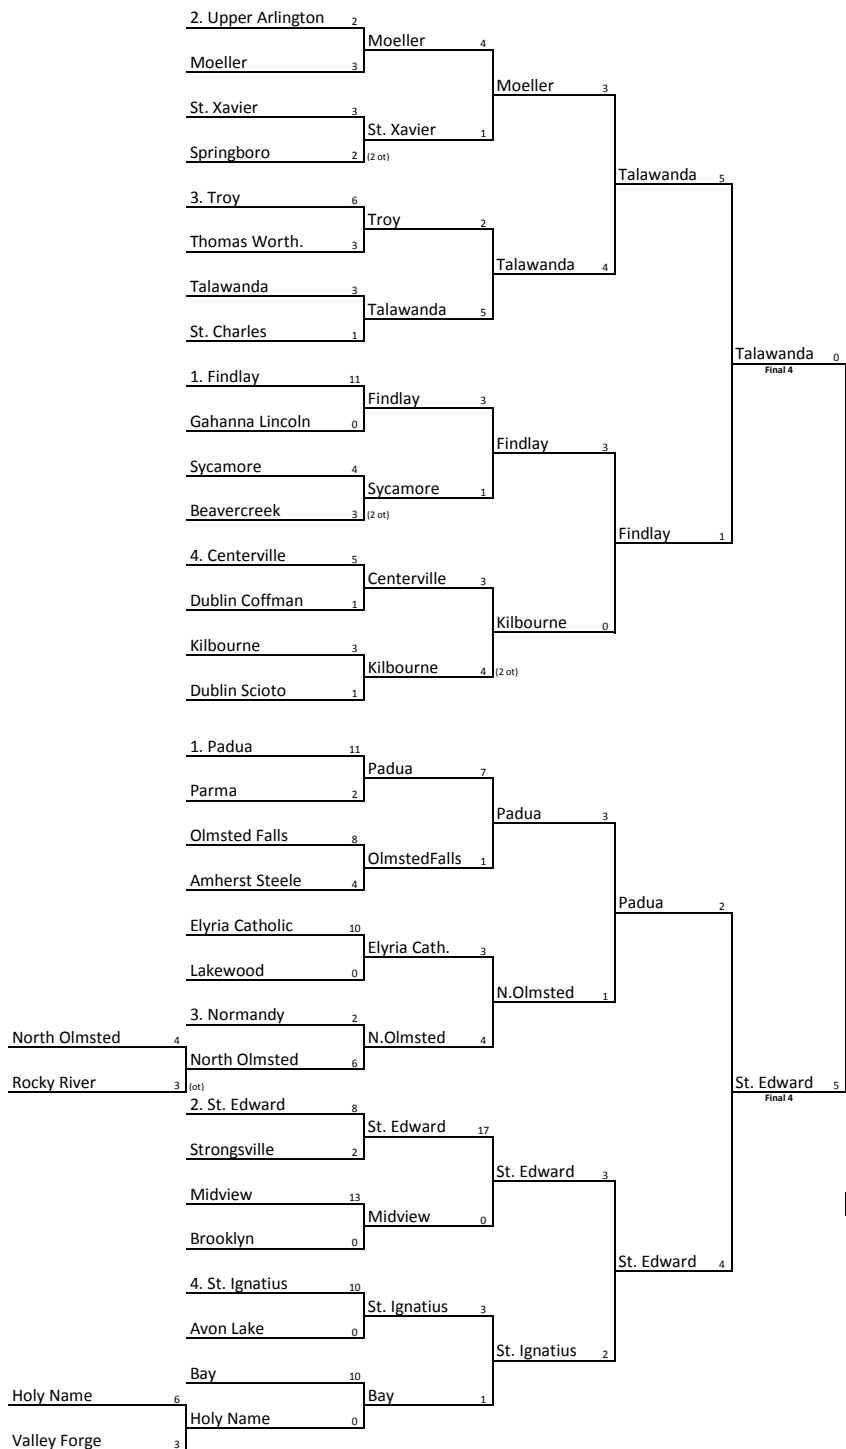 2. Upper Arlington 2
Moeller 4
Moeller 3
Moeller 3
St. Xavier 3
St. Xavier 1
Springboro 2 (2 ot)
Talawanda 5
3. Troy 6
Troy 2
Thomas Worth. 3
Talawanda 4
Talawanda 3
Talawanda 5
St. Charles 1
Talawanda 0
Final 4
1. Findlay 11
Findlay 3
Gahanna Lincoln 0
Findlay 3
Sycamore 4
Sycamore 1
Beavercreek 3 (2 ot)
Findlay 1
4. Centerville 5
Centerville 3
Dublin Coffman 1
Kilbourne 0
Kilbourne 3
Kilbourne 4 (2 ot)
Dublin Scioto 1
1. Padua 11
Padua 7
Parma 2
Padua 3
Olmsted Falls 8
OlmstedFalls 1
Amherst Steele 4
Padua 2
Elyria Catholic 10
Elyria Cath. 3
Lakewood 0
N.Olmsted 1
3. Normandy 2
North Olmsted 4
N.Olmsted 4
North Olmsted 6
Rocky River 3 (ot)
St. Edward 5
Final 4
2. St. Edward 8
St. Edward 17
Strongsville 2
St. Edward 3
Midview 13
Midview 0
Brooklyn 0
St. Edward 4
4. St. Ignatius 10
St. Ignatius 3
Avon Lake 0
St. Ignatius 2
Bay 10
Holy Name 6
Bay 1
Holy Name 0
Valley Forge 3